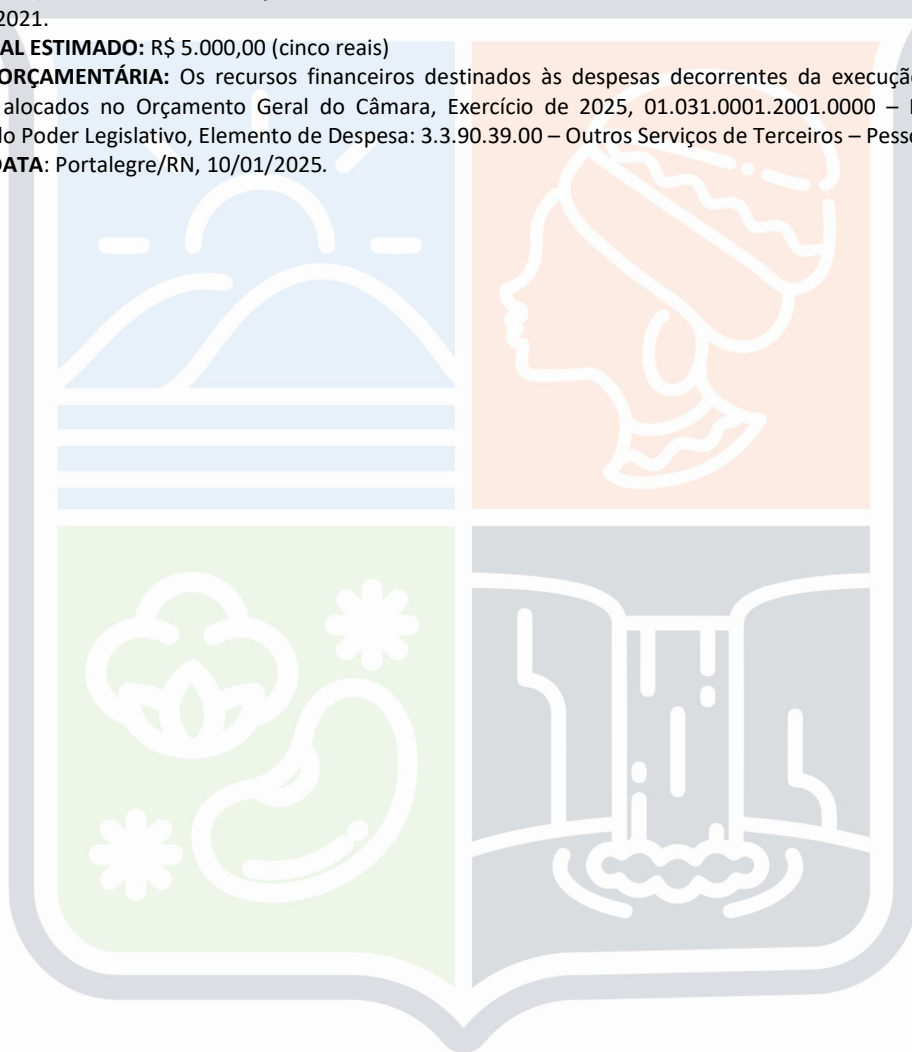 2021.
AL ESTIMADO: R$ 5.000,00 (cinco reais)
ORÇAMENTÁRIA: Os recursos financeiros destinados às despesas decorrentes da execução
alocados no Orçamento Geral do Câmara, Exercício de 2025, 01.031.0001.2001.0000 –
do Poder Legislativo, Elemento de Despesa: 3.3.90.39.00 – Outros Serviços de Terceiros –
DATA: Portalegre/RN, 10/01/2025.